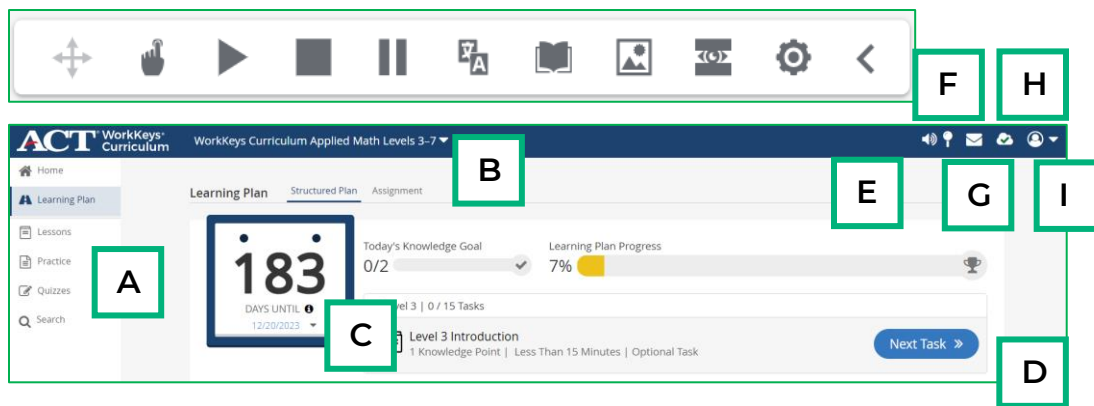 F
H
ACT WorkKeys® Curriculum
WorkKeys Curriculum Applied Math Levels 3–7
B
E
G
I
Home
Learning Plan
Lessons
Practice
Quizzes
Search
A
Learning Plan
Structured Plan
Assignment
183
DAYS UNTIL
12/20/2023
C
Today's Knowledge Goal
0/2
Learning Plan Progress
7%
3 | 0 / 15 Tasks
Level 3 Introduction
1 Knowledge Point | Less Than 15 Minutes | Optional Task
Next Task
D